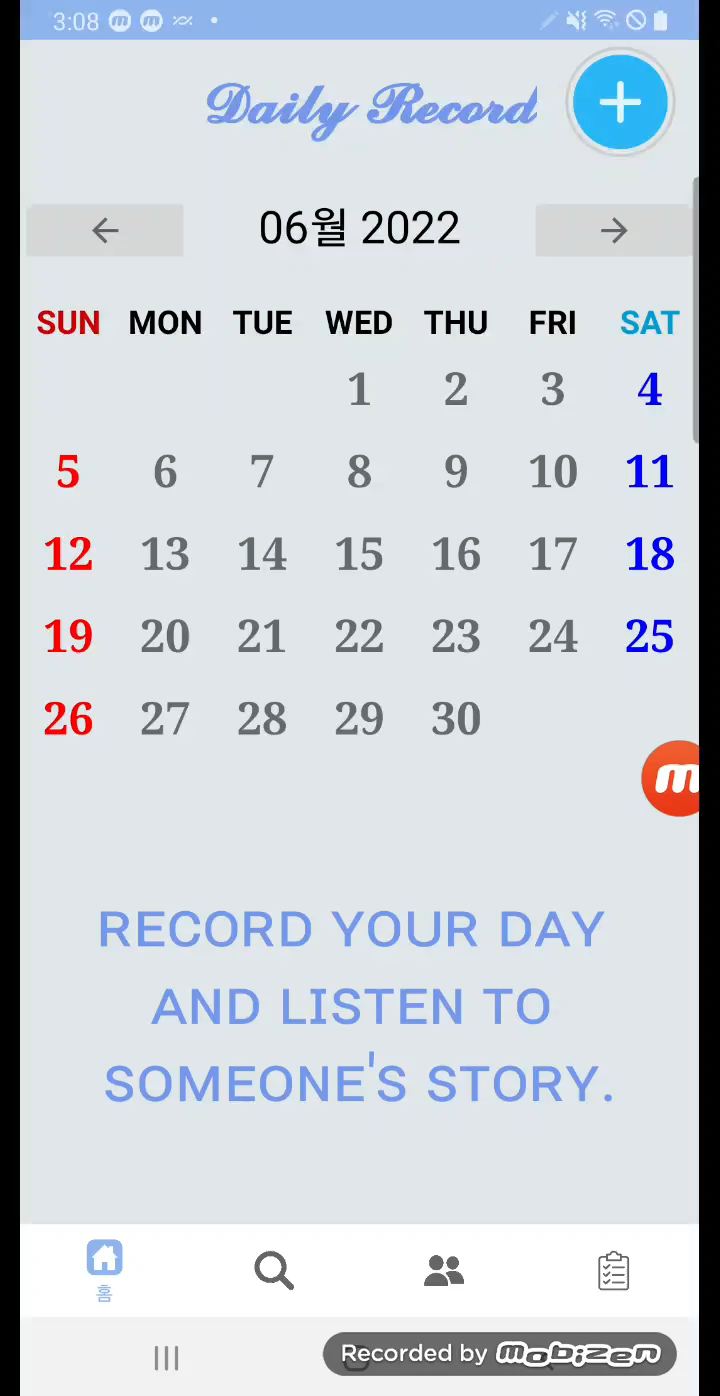 3:08
Daily Record
06월 2022
SUN MON TUE WED THU FRI SAT
1 2 3 4
5 6 7 8 9 10 11
12 13 14 15 16 17 18
19 20 21 22 23 24 25
26 27 28 29 30
m
RECORD YOUR DAY
AND LISTEN TO
SOMEONE'S STORY.
홈
Recorded by mobizen